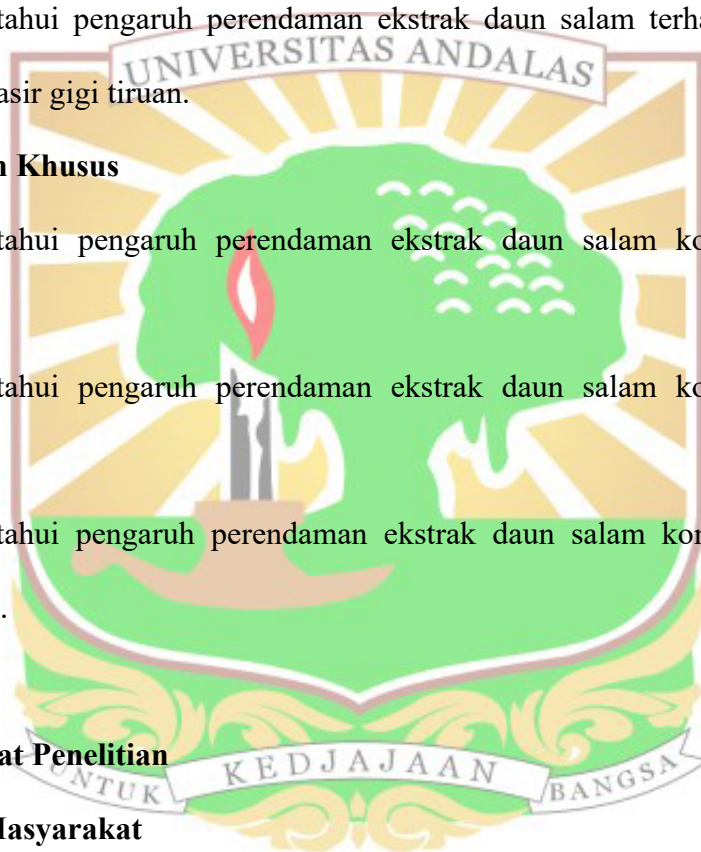 tahui pengaruh perendaman ekstrak daun salam terha
UNIVERSITAS ANDALAS
asir gigi tiruan.
n Khusus
tahui pengaruh perendaman ekstrak daun salam ko
tahui pengaruh perendaman ekstrak daun salam ko
tahui pengaruh perendaman ekstrak daun salam kon
.
at Penelitian
UNTUK KEDJAJAAN BANGSA
Masyarakat